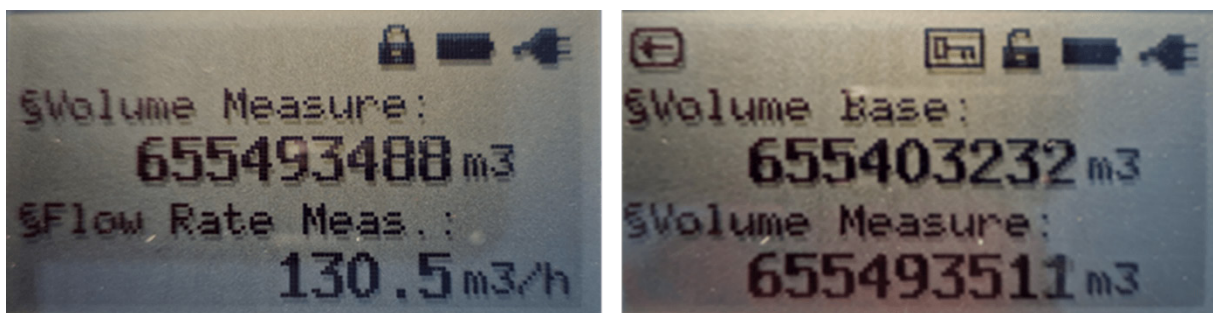 §Volume Measure:
655493488 m3
§Flow Rate Meas.:
130.5 m3/h
§Volume Base:
655403232 m3
§Volume Measure:
655493511 m3